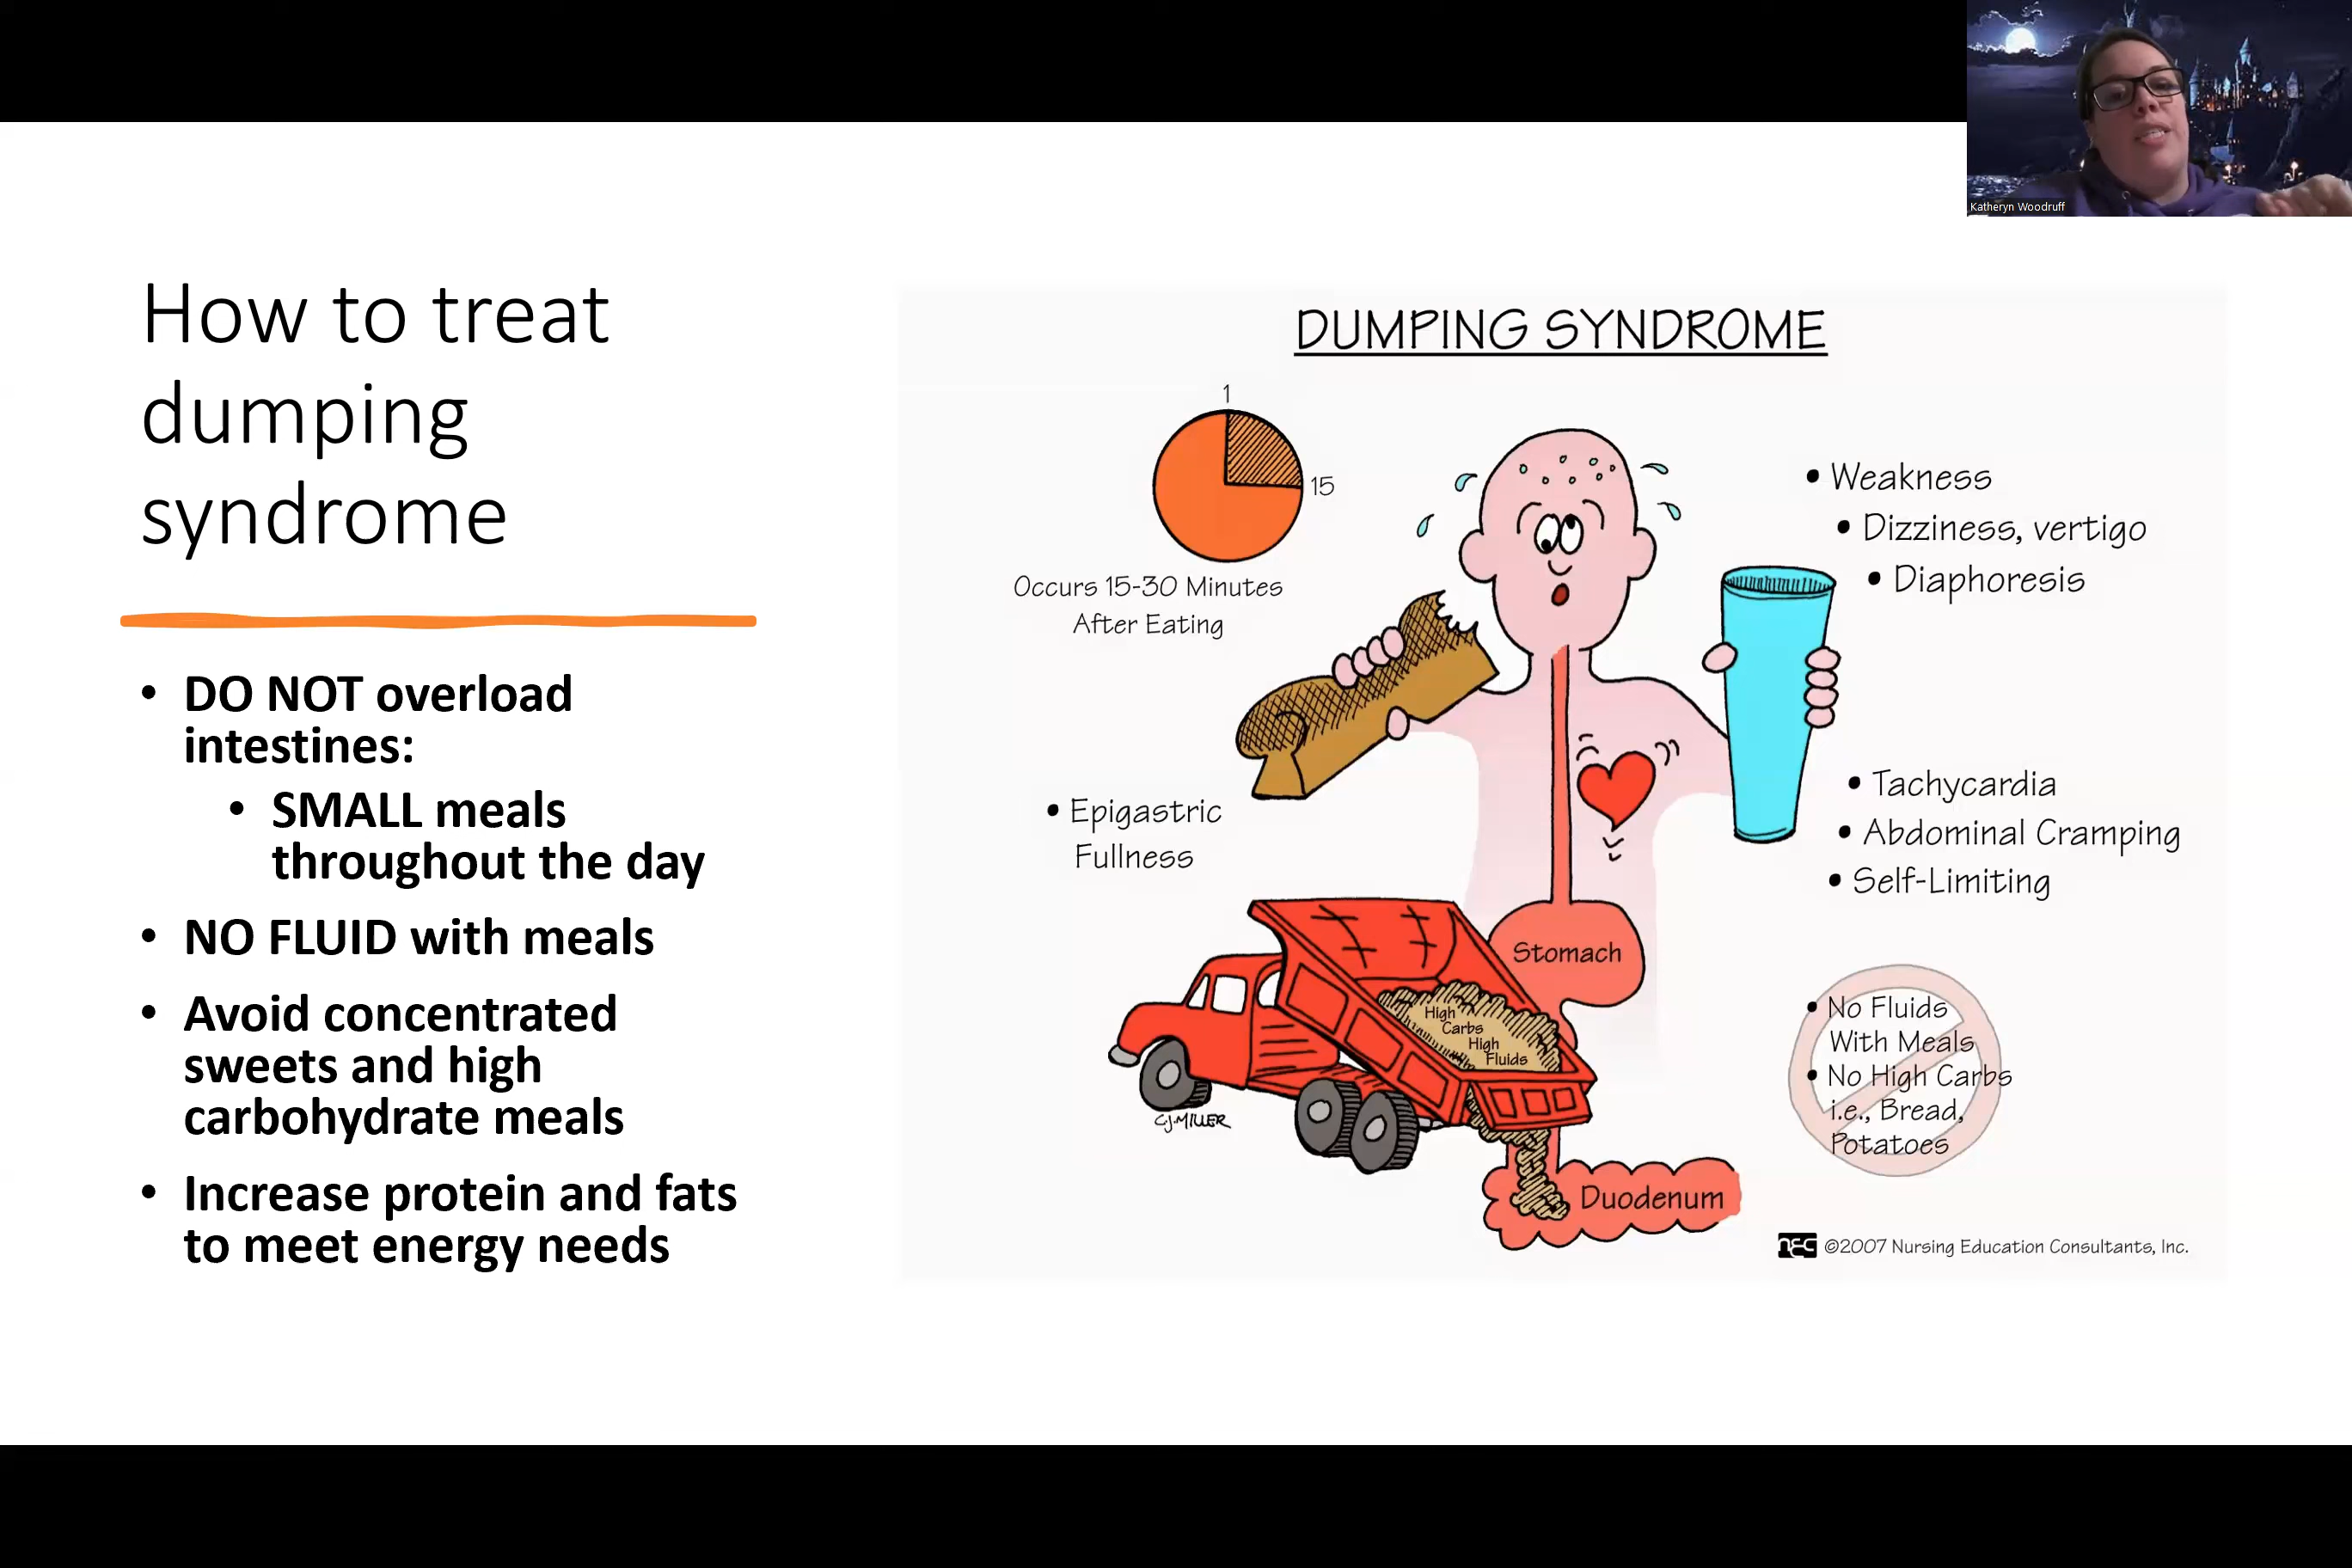 Katheryn Woodruff
How to treat
dumping
syndrome
• DO NOT overload
intestines:
• SMALL meals
throughout the day
• NO FLUID with meals
• Avoid concentrated
sweets and high
carbohydrate meals
• Increase protein and fats
to meet energy needs
DUMPING SYNDROME
1
15
Occurs 15-30 Minutes
After Eating
• Weakness
• Dizziness, vertigo
• Diaphoresis
• Epigastric
Fullness
• Tachycardia
• Abdominal Cramping
• Self-Limiting
Stomach
High
Carbs
High
Fluids
C.J. MILLER
Duodenum
• No Fluids
With Meals
• No High Carbs
i.e., Bread,
Potatoes
nec ©2007 Nursing Education Consultants, Inc.